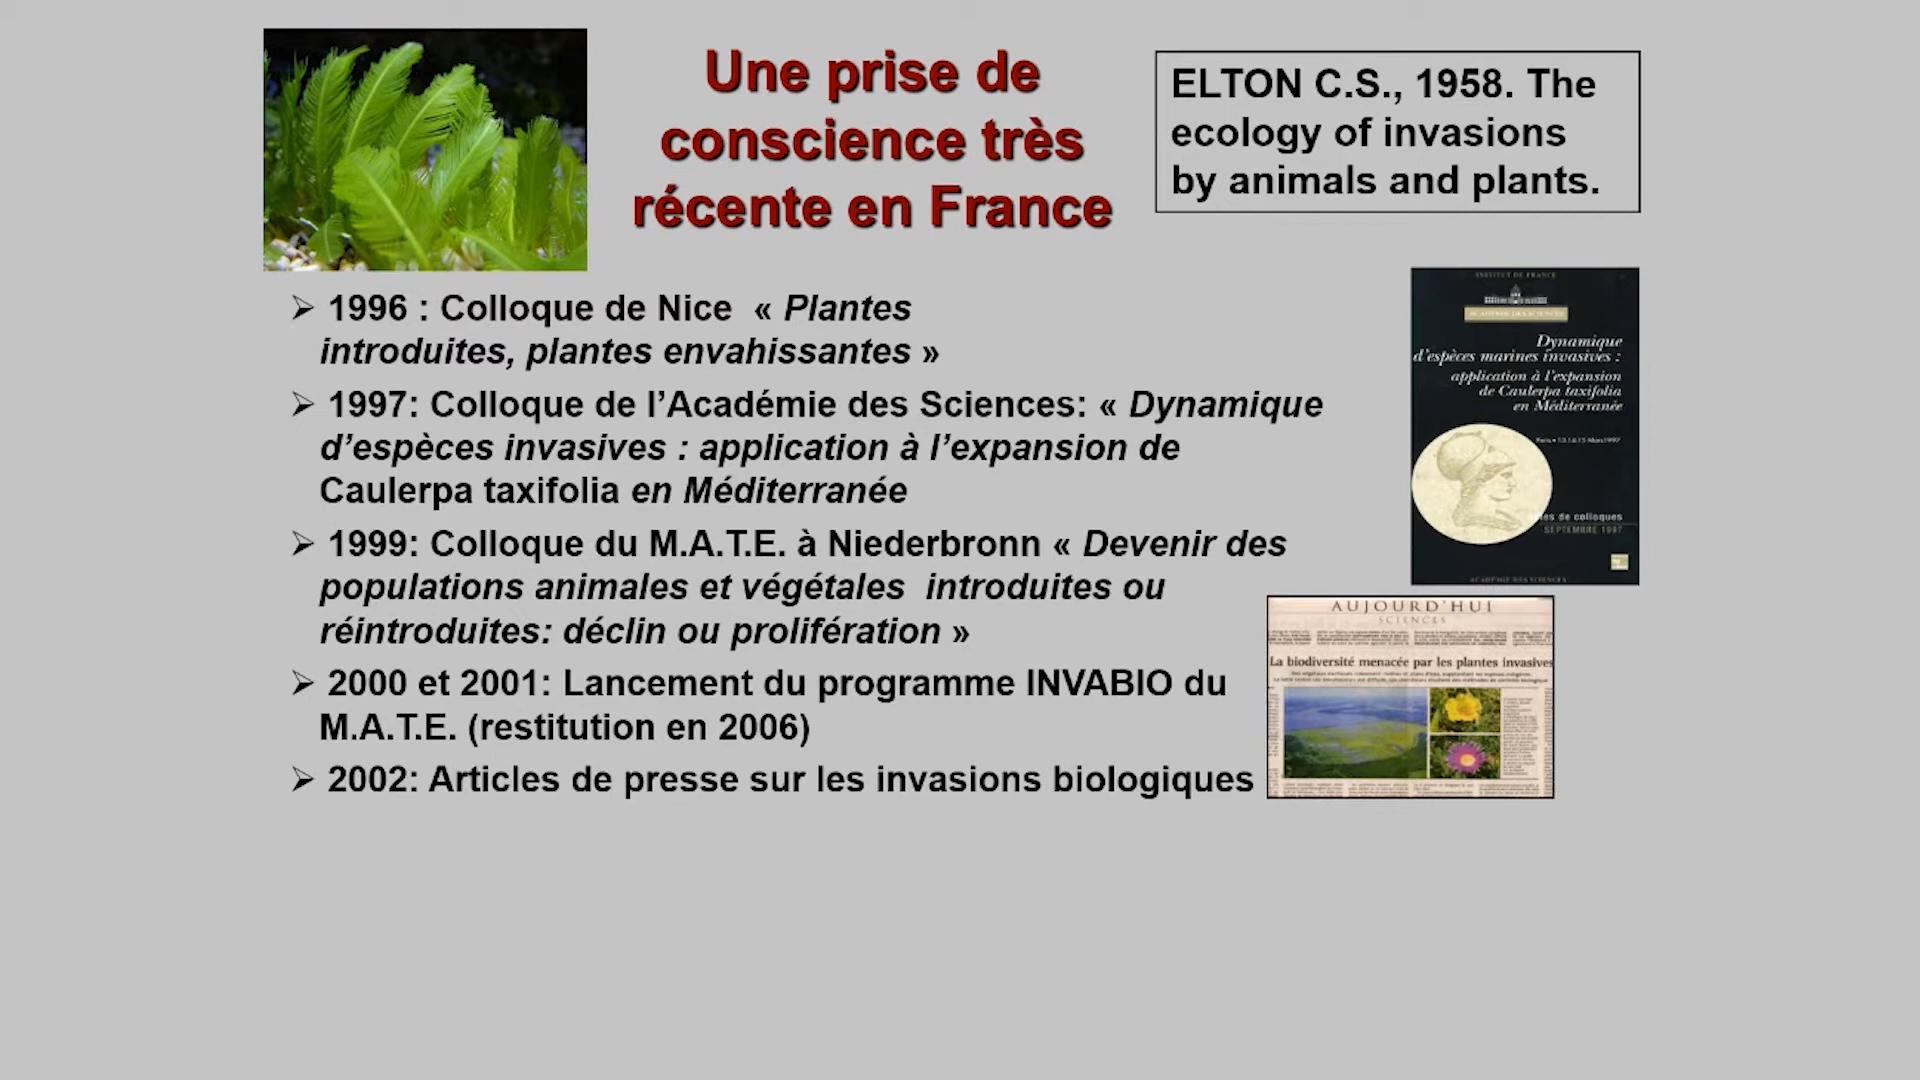 Une prise de
conscience très
récente en France
ELTON C.S., 1958. The
ecology of invasions
by animals and plants.
➢ 1996 : Colloque de Nice « Plantes
introduites, plantes envahissantes »
➢ 1997: Colloque de l’Académie des Sciences: « Dynamique
d’espèces invasives : application à l’expansion de
Caulerpa taxifolia en Méditerranée
➢ 1999: Colloque du M.A.T.E. à Niederbronn « Devenir des
populations animales et végétales introduites ou
réintroduites: déclin ou prolifération »
➢ 2000 et 2001: Lancement du programme INVABIO du
M.A.T.E. (restitution en 2006)
➢ 2002: Articles de presse sur les invasions biologiques
INSTITUT DE FRANCE
ACADÉMIE DES SCIENCES
Dynamique
d'espèces marines invasives :
application à l'expansion
de Caulerpa taxifolia
en Méditerranée
Paris • 13.14.15 Mars 1997
de colloques
SEPTEMBRE 1997
ACADÉMIE DES SCIENCES
AUJOURD'HUI
SCIENCES
La biodiversité menacée par les plantes invasives